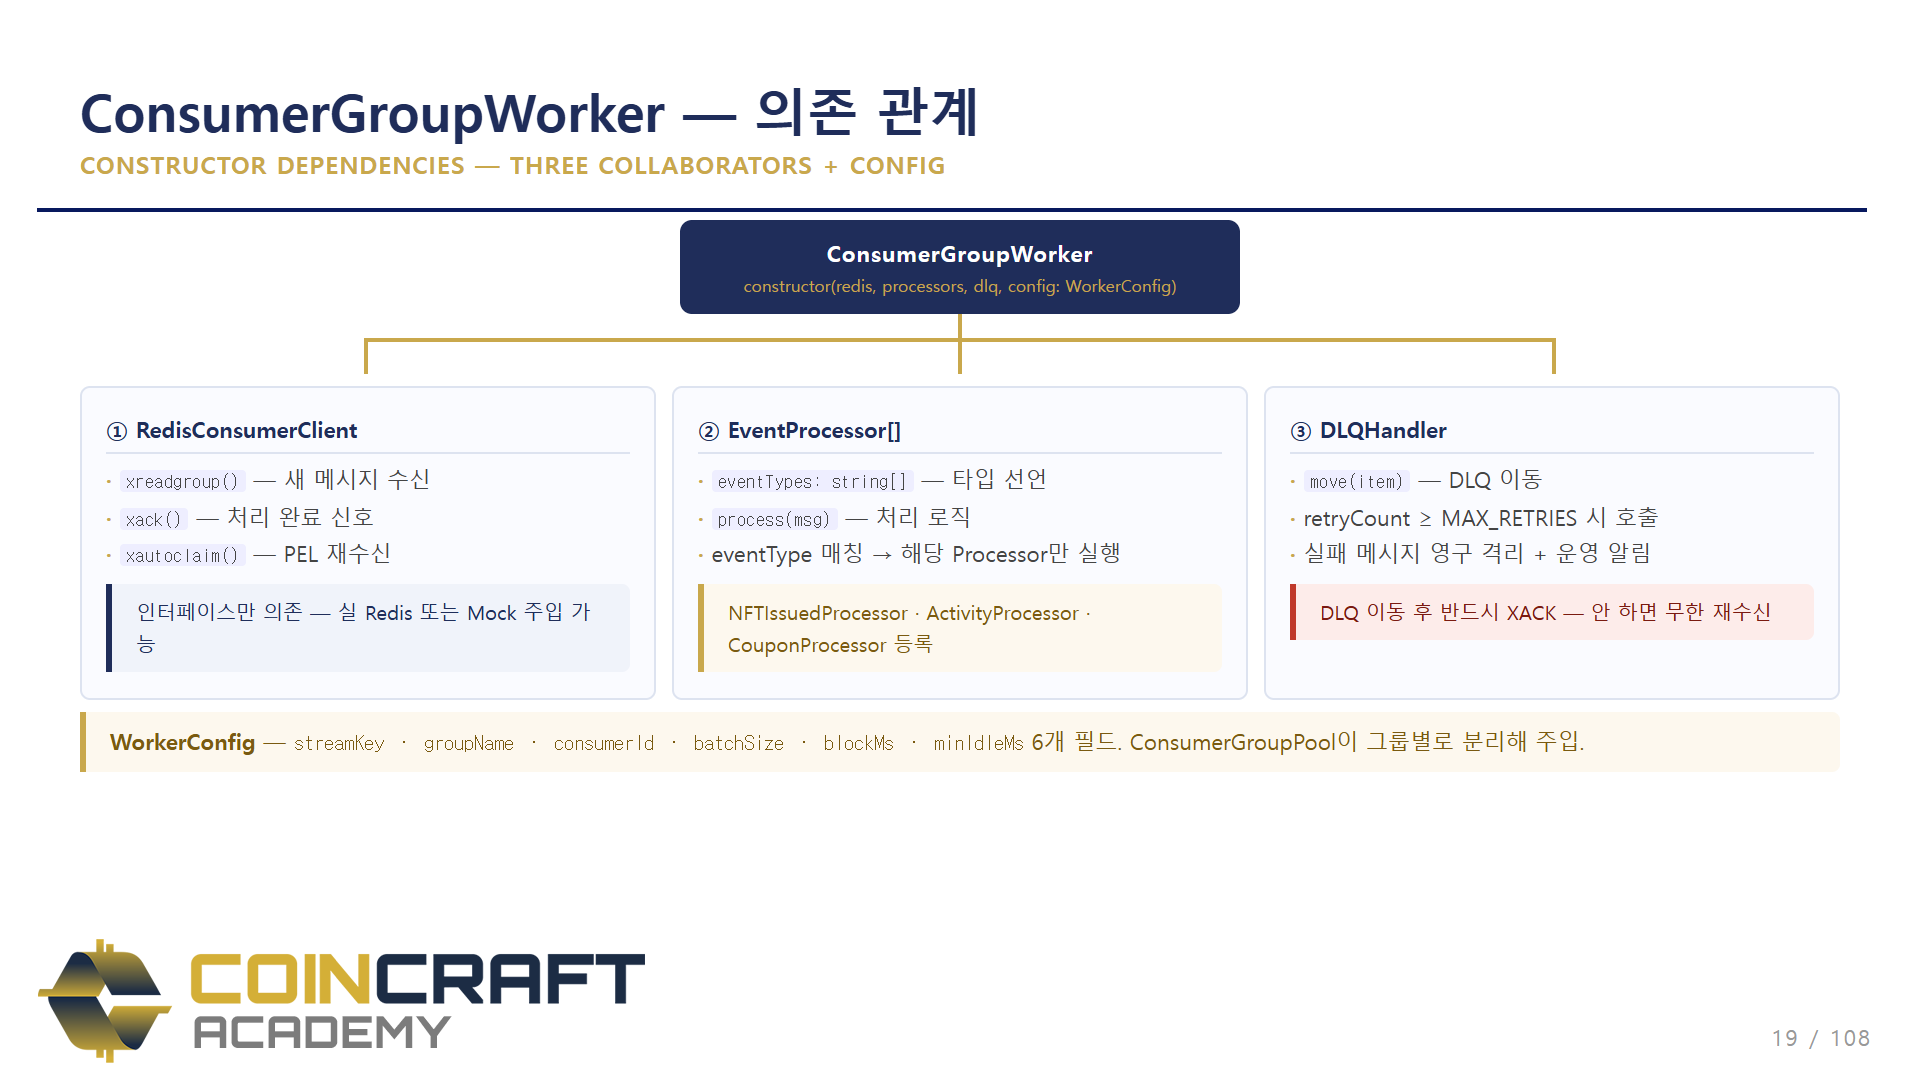 ConsumerGroupWorker — 의존 관계
CONSTRUCTOR DEPENDENCIES — THREE COLLABORATORS + CONFIG
ConsumerGroupWorker
constructor(redis, processors, dlq, config: WorkerConfig)
① RedisConsumerClient
· xreadgroup() — 새 메시지 수신
· xack() — 처리 완료 신호
· xautoclaim() — PEL 재수신
인터페이스만 의존 — 실 Redis 또는 Mock 주입 가
능
② EventProcessor[]
· eventTypes: string[] — 타입 선언
· process(msg) — 처리 로직
· eventType 매칭 → 해당 Processor만 실행
NFTIssuedProcessor · ActivityProcessor ·
CouponProcessor 등록
③ DLQHandler
· move(item) — DLQ 이동
· retryCount ≥ MAX_RETRIES 시 호출
· 실패 메시지 영구 격리 + 운영 알림
DLQ 이동 후 반드시 XACK — 안 하면 무한 재수신
WorkerConfig — streamKey · groupName · consumerId · batchSize · blockMs · minIdleMs 6개 필드. ConsumerGroupPool이 그룹별로 분리해 주입.
COINCRAFT
ACADEMY
19 / 108